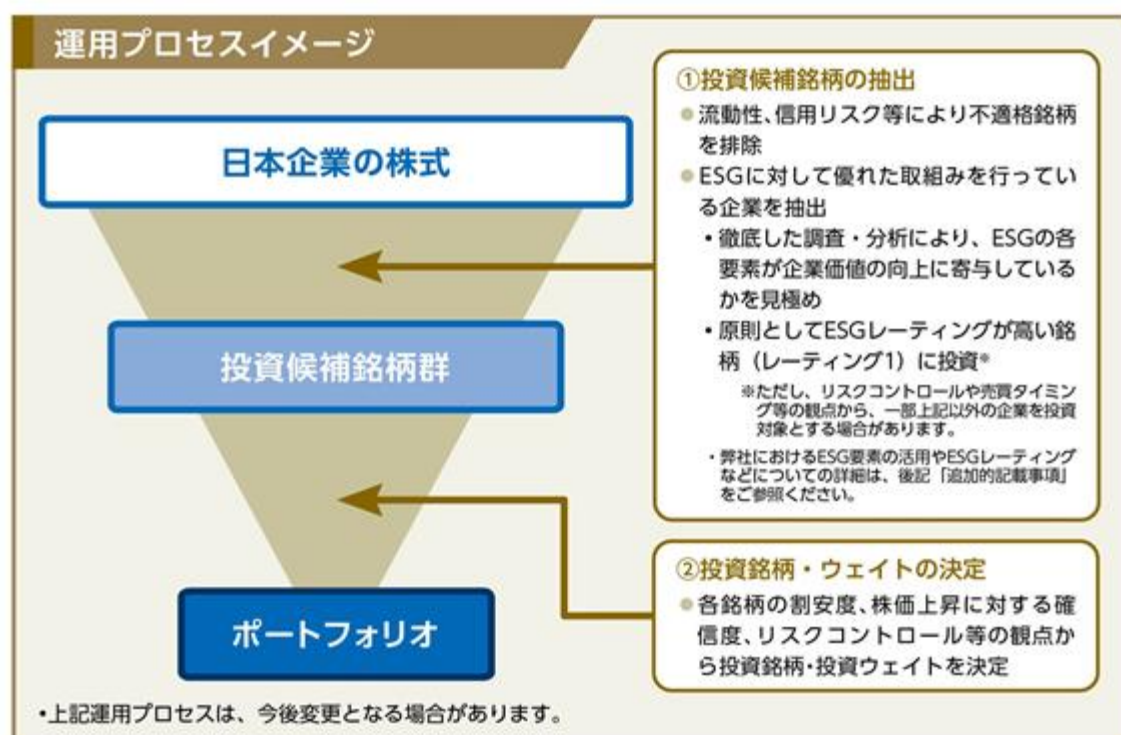 運用プロセスイメージ
日本企業の株式
投資候補銘柄群
ポートフォリオ
①投資候補銘柄の抽出
●流動性、信用リスク等により不適格銘柄
を排除
●ESGに対して優れた取組みを行ってい
る企業を抽出
・徹底した調査・分析により、ESGの各
要素が企業価値の向上に寄与している
かを見極め
・原則としてESGレーティングが高い銘
柄（レーティング1）に投資※
※ただし、リスクコントロールや売買タイミン
グ等の観点から、一部上記以外の企業を投資
対象とする場合があります。
・弊社におけるESG要素の活用やESGレーティング
などについての詳細は、後記「追加的記載事項」
をご参照ください。
②投資銘柄・ウェイトの決定
●各銘柄の割安度、株価上昇に対する確
信度、リスクコントロール等の観点か
ら投資銘柄・投資ウェイトを決定
・上記運用プロセスは、今後変更となる場合があります。